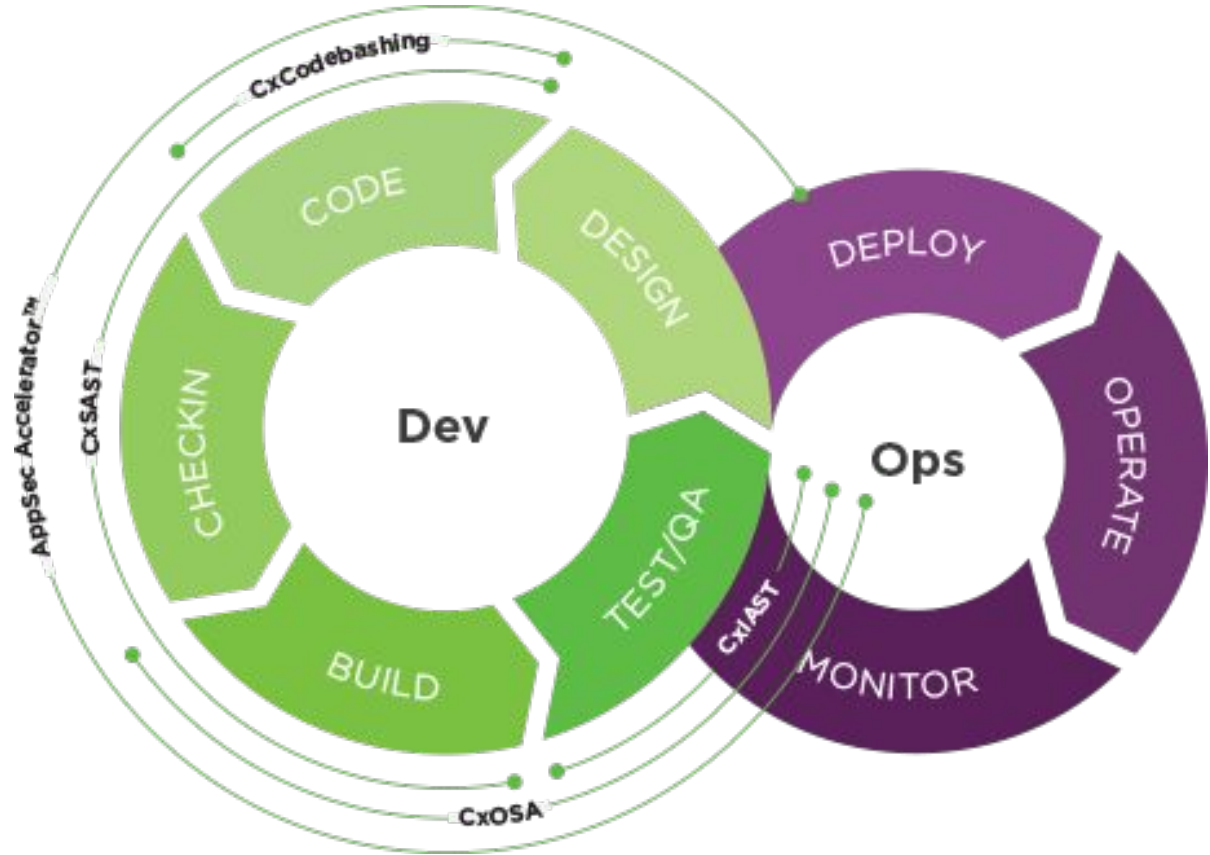 CxCodebashing
CODE
DESIGN
DEPLOY
AppSec Accelerator™
CxSAST
CHECKIN
Dev
Ops
OPERATE
TEST/QA
CxIAST
BUILD
MONITOR
CxOSA